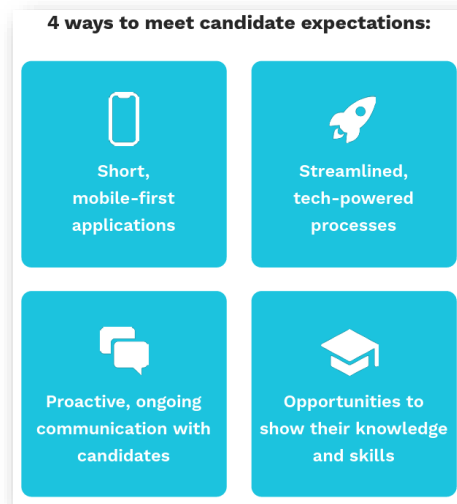 4 ways to meet candidate expectations:
Short,
mobile-first
applications
Streamlined,
tech-powered
processes
Proactive, ongoing
communication with
candidates
Opportunities to
show their knowledge
and skills